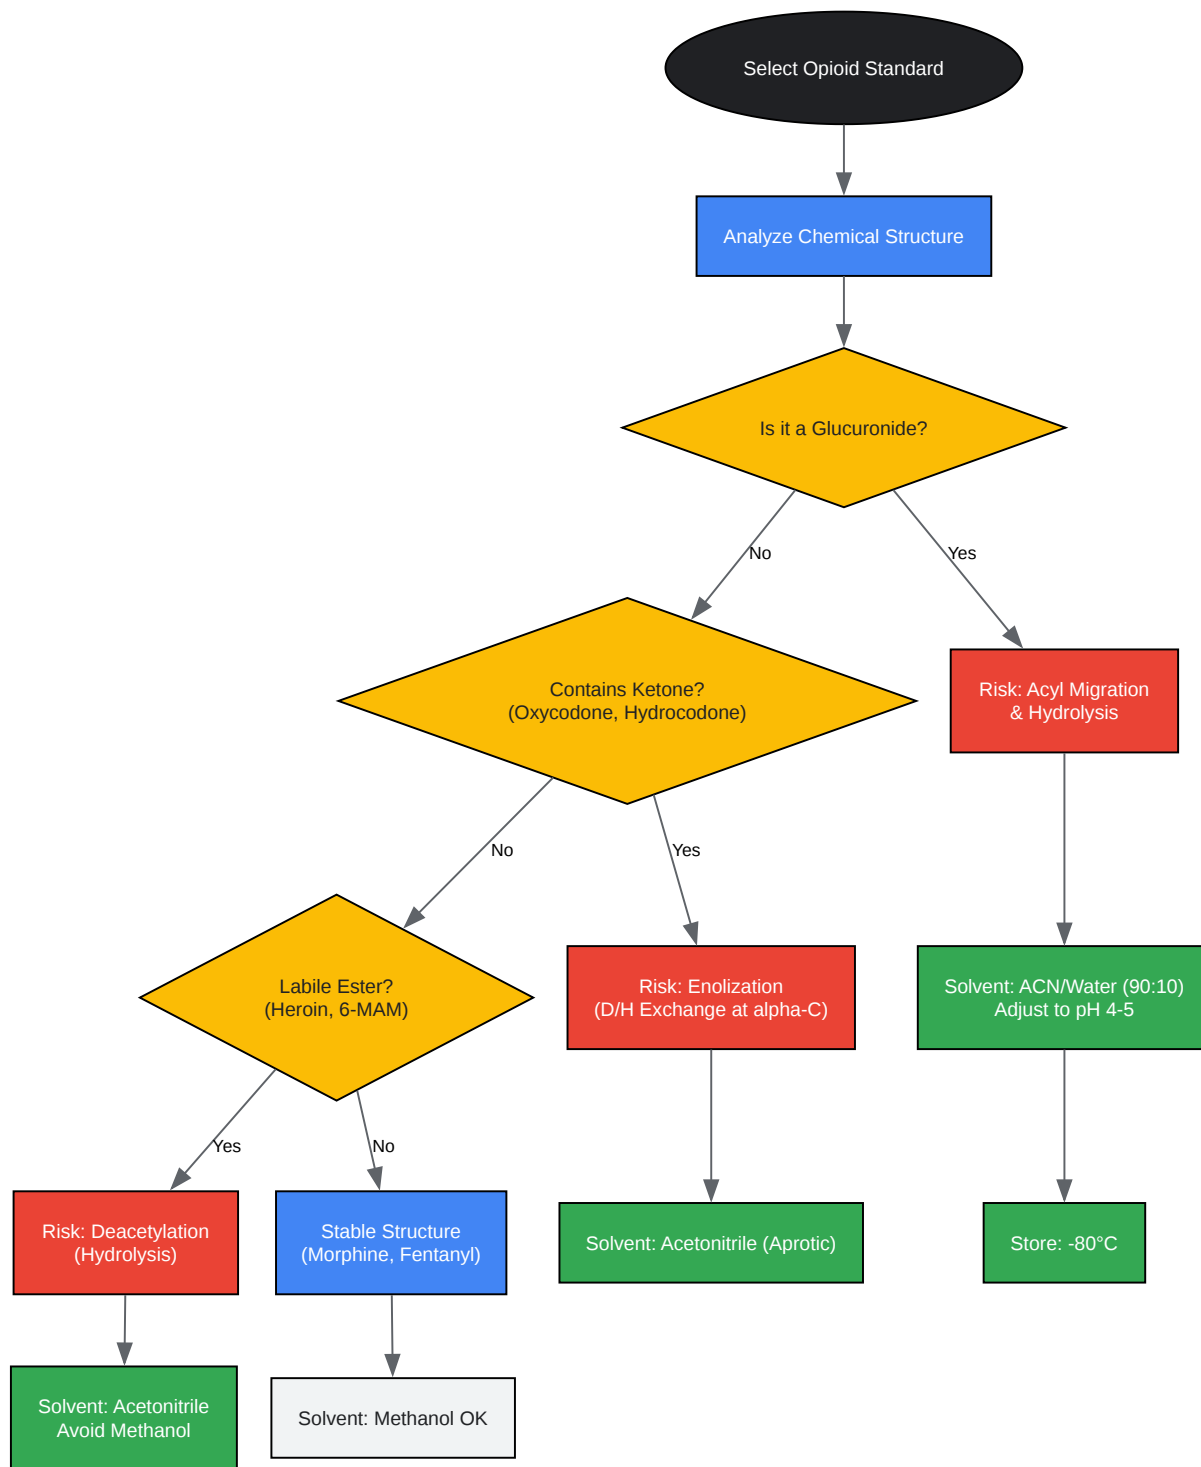 Select Opioid Standard
Analyze Chemical Structure
Is it a Glucuronide?
No
Yes
Contains Ketone?
(Oxycodone, Hydrocodone)
Risk: Acyl Migration
& Hydrolysis
No
Yes
Labile Ester?
(Heroin, 6-MAM)
Risk: Enolization
(D/H Exchange at alpha-C)
Solvent: ACN/Water (90:10)
Adjust to pH 4-5
Yes
No
Risk: Deacetylation
(Hydrolysis)
Stable Structure
(Morphine, Fentanyl)
Solvent: Acetonitrile (Aprotic)
Store: -80°C
Solvent: Acetonitrile
Avoid Methanol
Solvent: Methanol OK